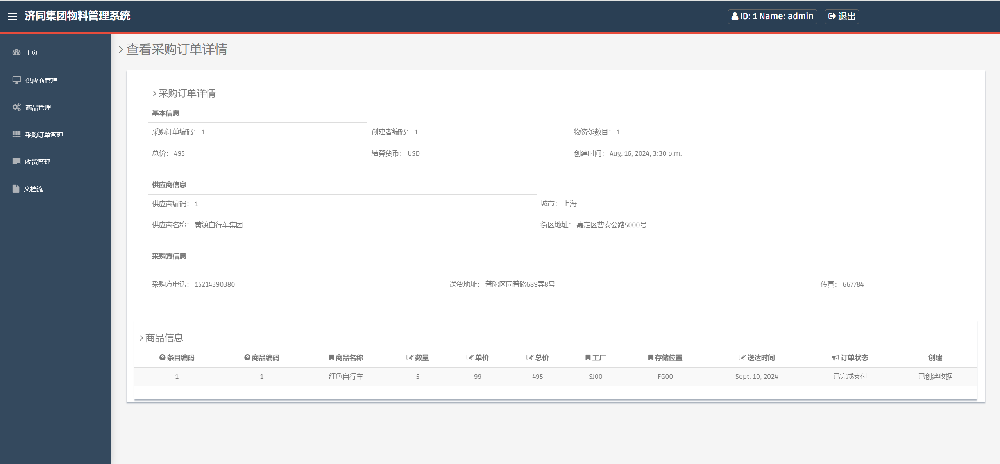 济同集团物料管理系统
ID: 1 Name: admin
退出
主页
供应商管理
商品管理
采购订单管理
收货管理
文档流
查看采购订单详情
采购订单详情
基本信息
采购订单编码： 1 创建者编码： 1 物资条数目： 1
总价： 495 结算货币： USD 创建时间： Aug. 16, 2024, 3:30 p.m.
供应商信息
供应商编码： 1 城市： 上海
供应商名称： 黄渡自行车集团 街区地址： 嘉定区曹安公路5000号
采购方信息
采购方电话： 15214390380 送货地址： 普陀区同普路689弄8号 传真： 667784
商品信息
条目编码 商品编码 商品名称 数量 单价 总价 工厂 存储位置 送达时间 订单状态 创建
1 1 红色自行车 5 99 495 SJ00 FG00 Sept. 10, 2024 已完成支付 已创建收据